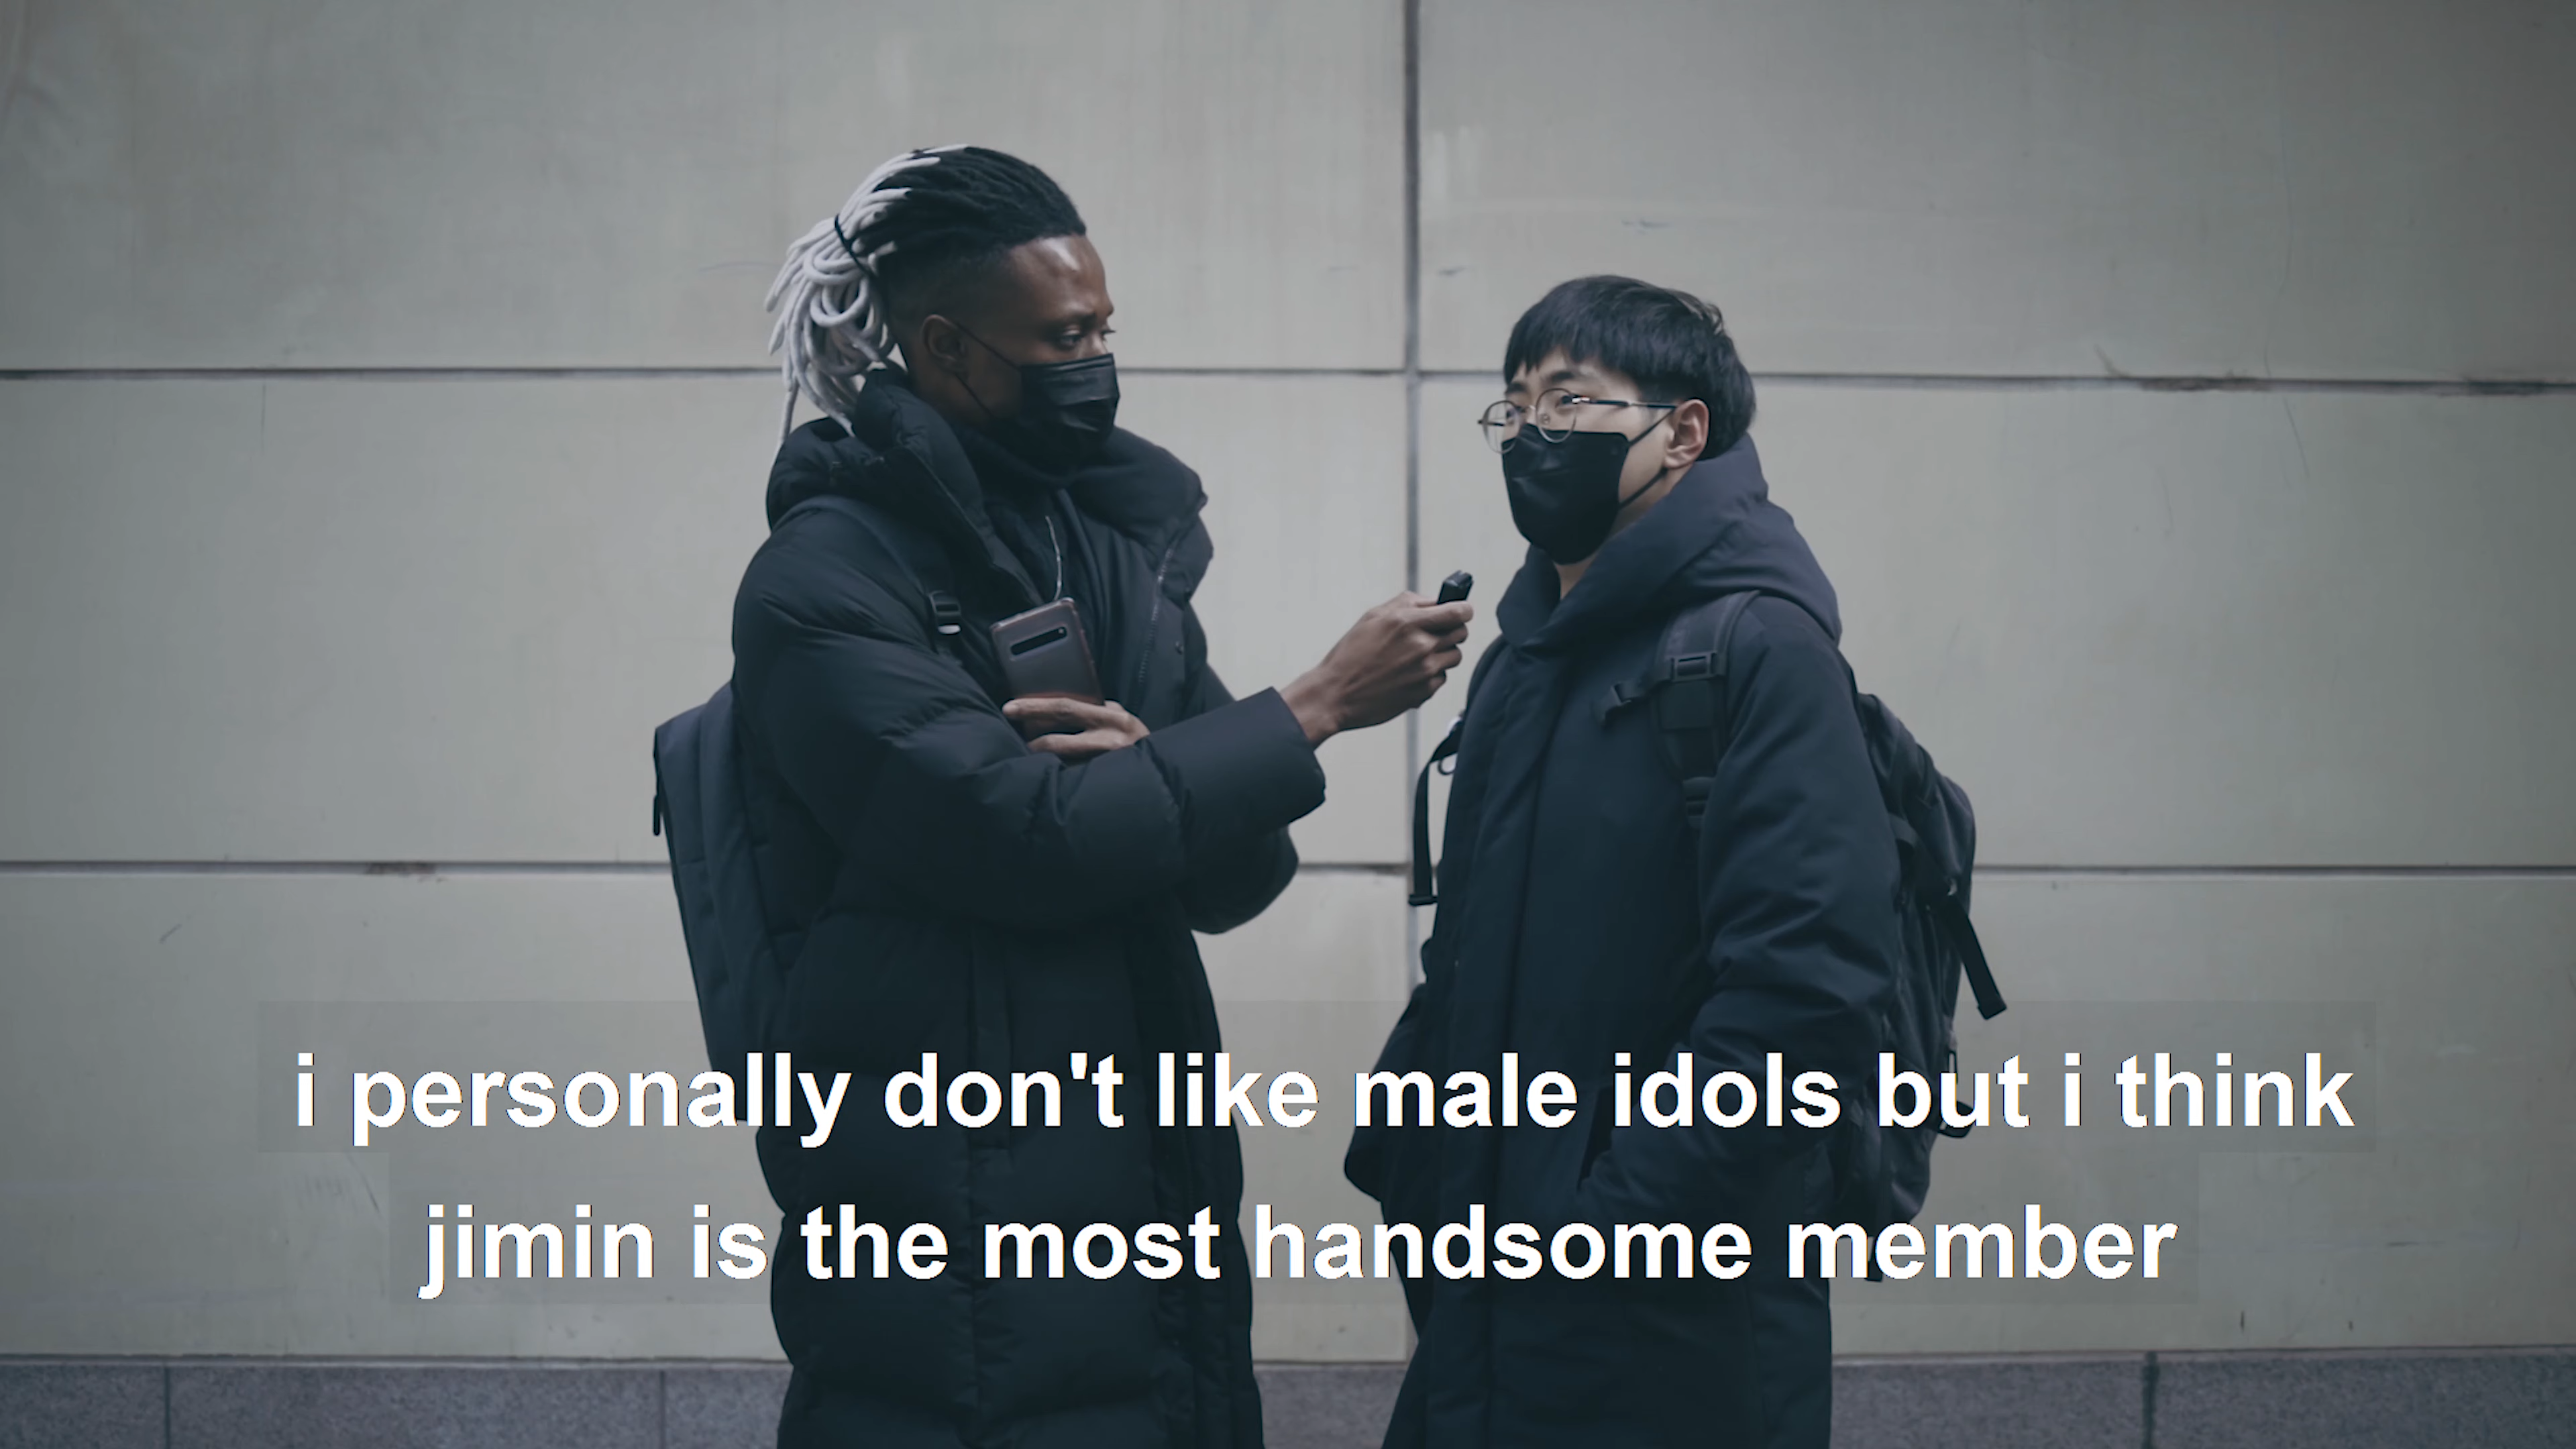 i personally don't like male idols but i think
jimin is the most handsome member